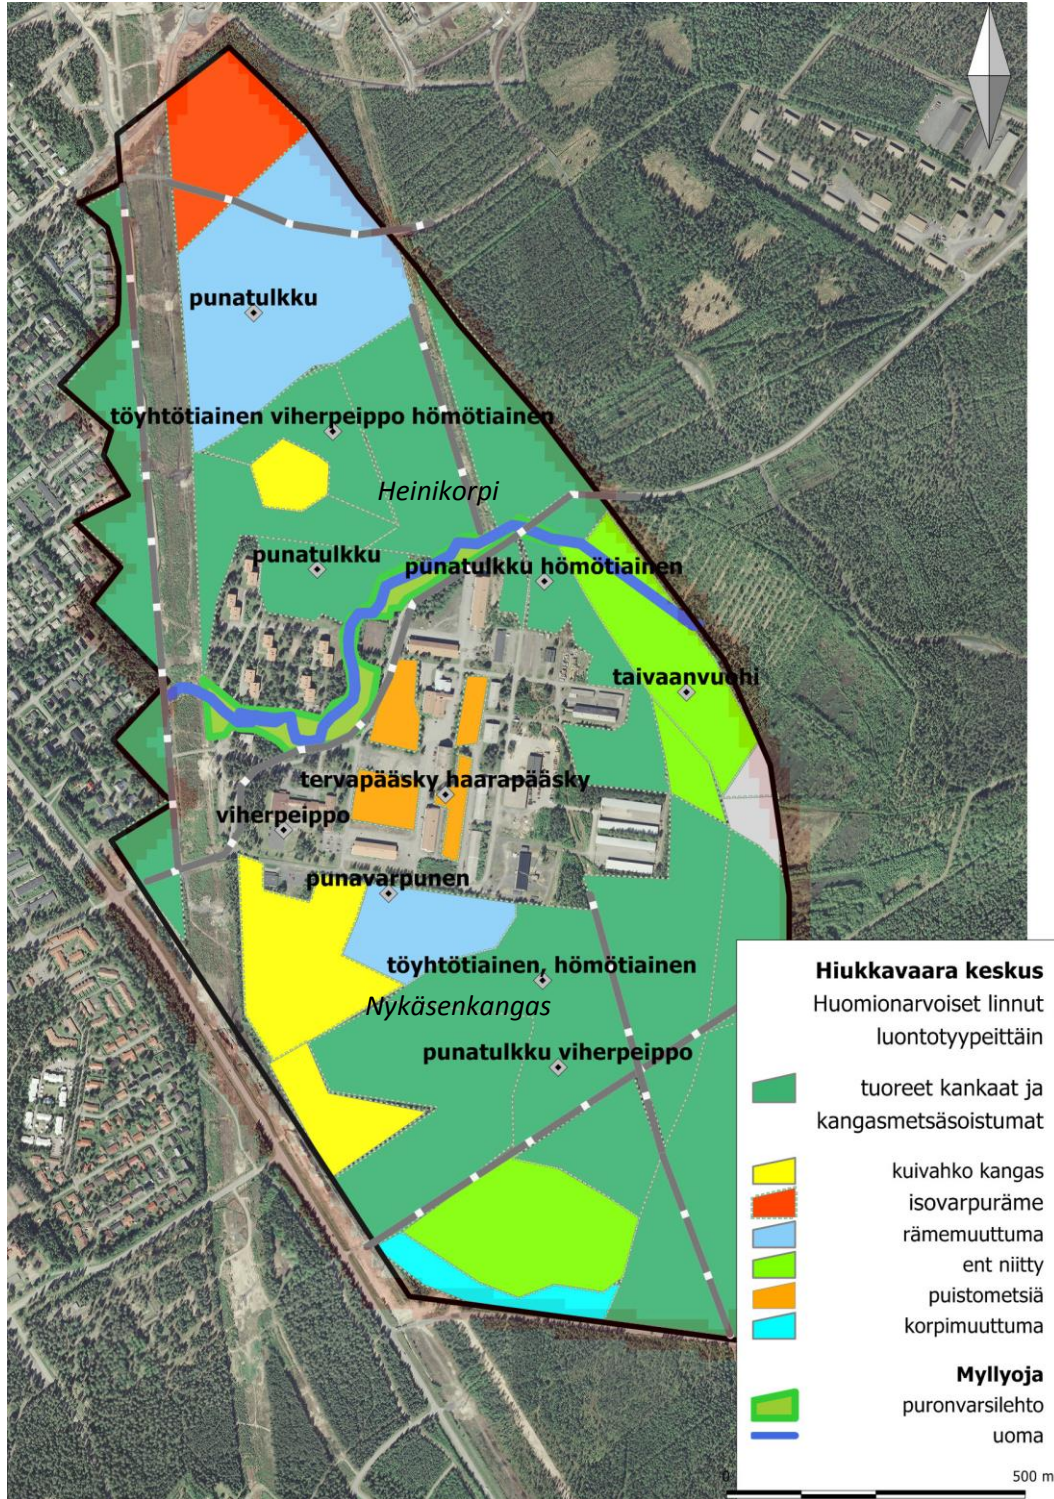 punatulkku
töyhtötiainen viherpeippo hömötiainen
Heinikorpi
punatulkku
punatulkku hömötiainen
taivaanvuohi
tervapääsky haarapääsky
viherpeippo
punavarpunen
töyhtötiainen, hömötiainen
Nykäsenkangas
punatulkku viherpeippo
Hiukkavaara keskus
Huomionarvoiset linnut
luontotyypeittäin
tuoreet kankaat ja
kangasmetsäsoistumat
kuivahko kangas
isovarpuräme
rämemuuttuma
ent niitty
puistometsiä
korpimuuttuma
Myllyoja
puronvarsilehto
uoma
0 500 m